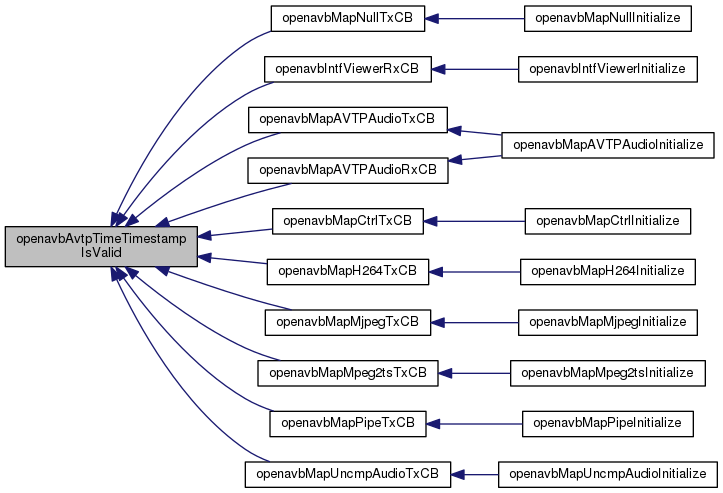 openavbMapNullTxCB
openavbMapNullInitialize
openavbIntfViewerRxCB
openavbIntfViewerInitialize
openavbMapAVTPAudioTxCB
openavbMapAVTPAudioInitialize
openavbMapAVTPAudioRxCB
openavbMapCtrlTxCB
openavbMapCtrlInitialize
openavbAvtpTimeTimestamp
IsValid
openavbMapH264TxCB
openavbMapH264Initialize
openavbMapMjpegTxCB
openavbMapMjpegInitialize
openavbMapMpeg2tsTxCB
openavbMapMpeg2tsInitialize
openavbMapPipeTxCB
openavbMapPipeInitialize
openavbMapUncmpAudioTxCB
openavbMapUncmpAudioInitialize